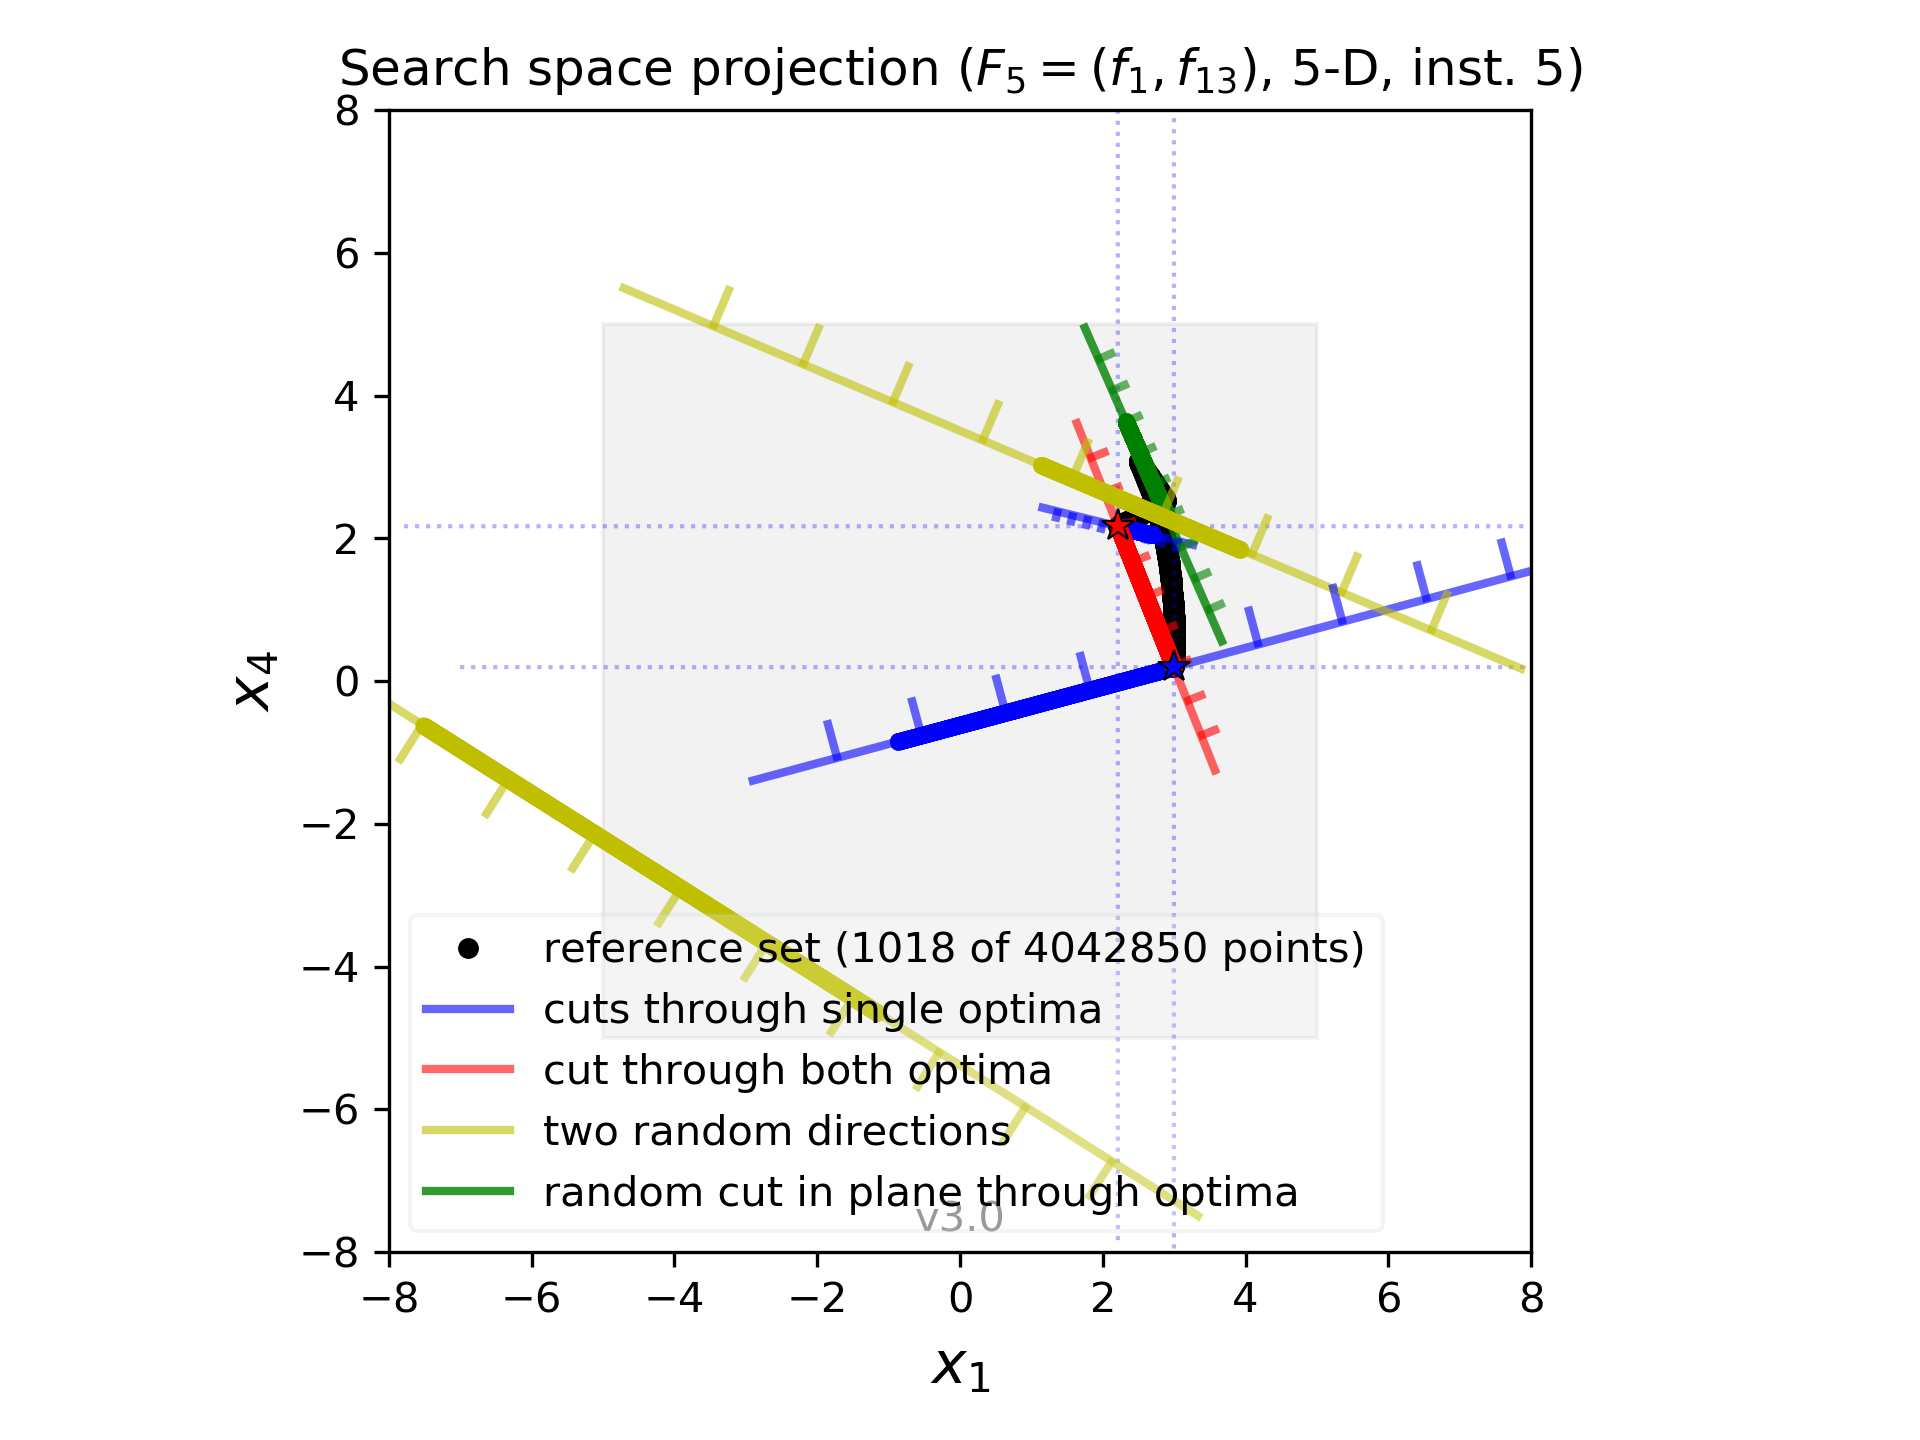 Search space projection (F5 = (f1, f13), 5-D, inst. 5)
8
6
4
2
0
−2
−4
−6
−8
x4
reference set (1018 of 4042850 points)
cuts through single optima
cut through both optima
two random directions
random cut in plane through optima
v3.0
−8 −6 −4 −2 0 2 4 6 8
x1